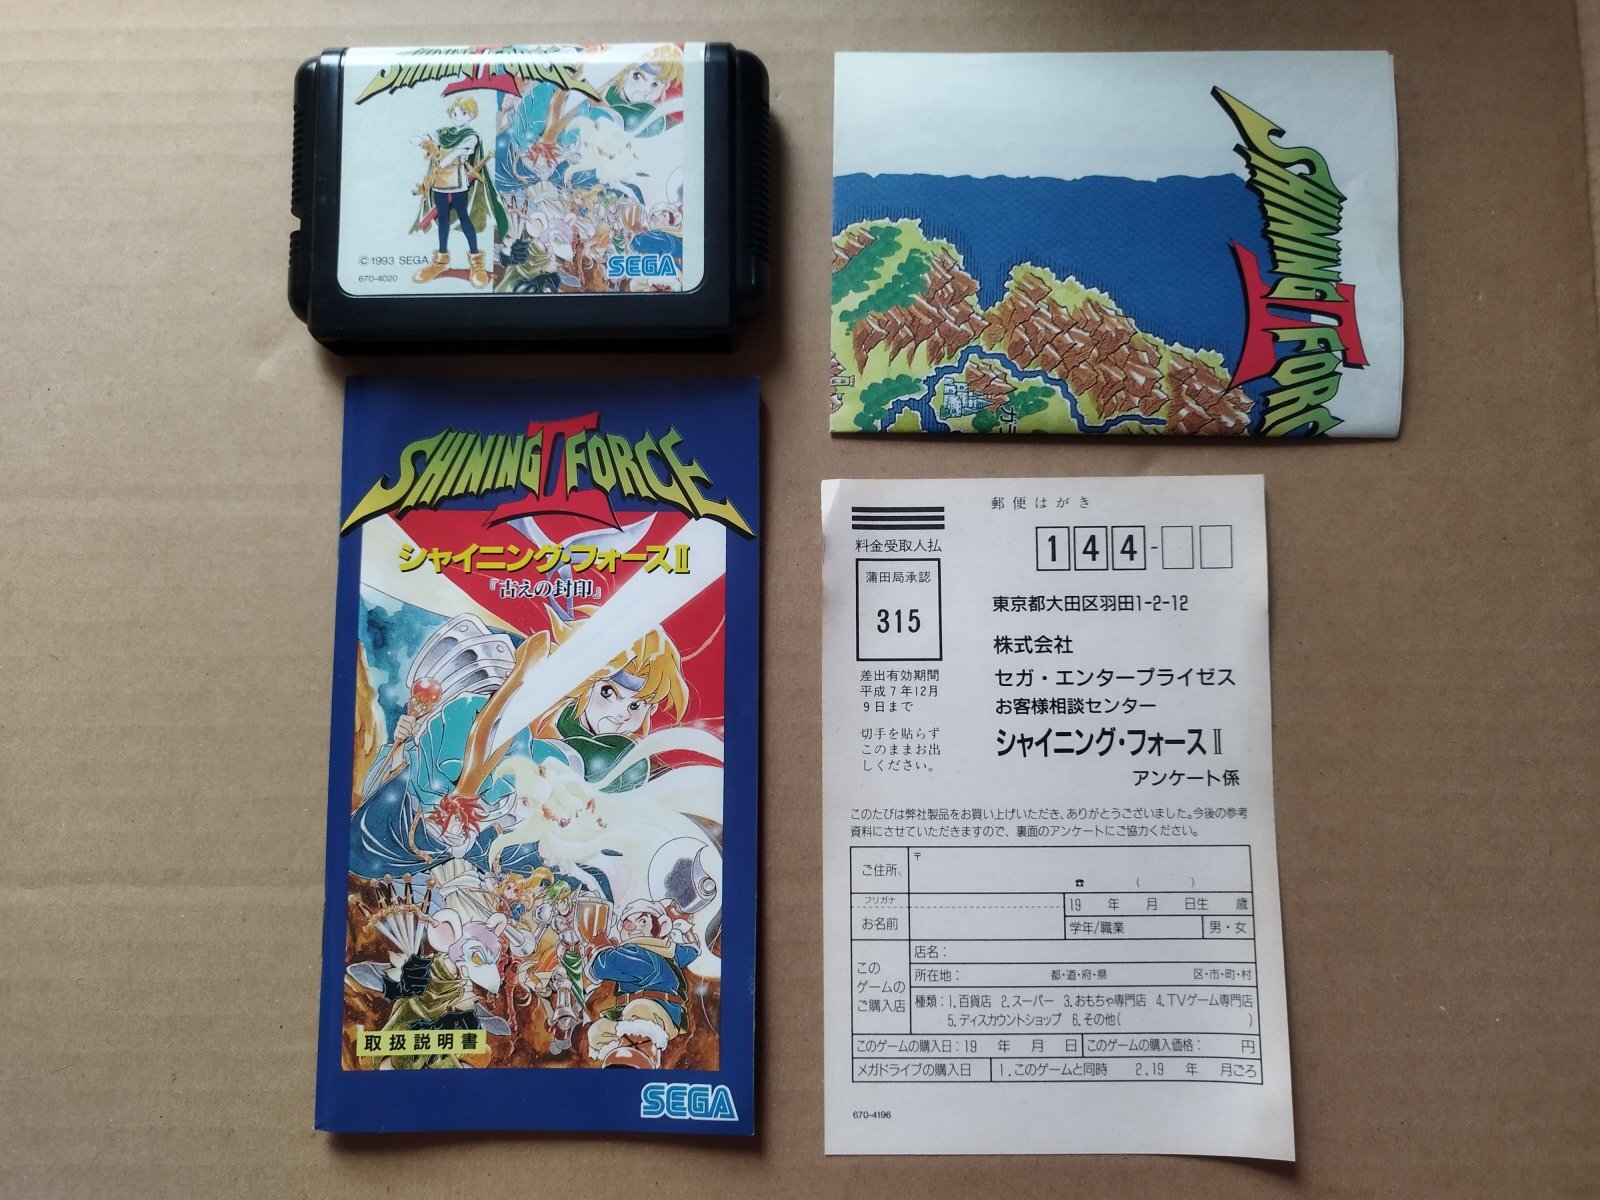 SHINING II FORCE
© 1993 SEGA
670-4020
SEGA
SHINING II FORC
SHINING II FORCE
シャイニング・フォースⅡ
『古えの封印』
取扱説明書
SEGA
郵便はがき
料金受取人払
蒲田局承認
315
差出有効期間
平成7年12月
9日まで
切手を貼らず
このままお出
しください。
144-
東京都大田区羽田1-2-12
株式会社
セガ・エンタープライゼス
お客様相談センター
シャイニング・フォースⅡ
アンケート係
このたびは弊社製品をお買い上げいただき、ありがとうございました。今後の参考
資料にさせていただきますので、裏面のアンケートにご協力ください。
ご住所、
〒
☎ ( )
フリガナ
お名前
19 年 月 日生 歳
学年/職業
男・女
この
ゲームの
ご購入店
店名:
所在地: 都・道・府・県 区・市・町・村
種類:1.百貨店 2.スーパー 3.おもちゃ専門店 4.TVゲーム専門店
5.ディスカウントショップ 6.その他( )
このゲームの購入日:19 年 月 日
このゲームの購入価格: 円
メガドライブの購入日
1.このゲームと同時 2.19 年 月ごろ
670-4196